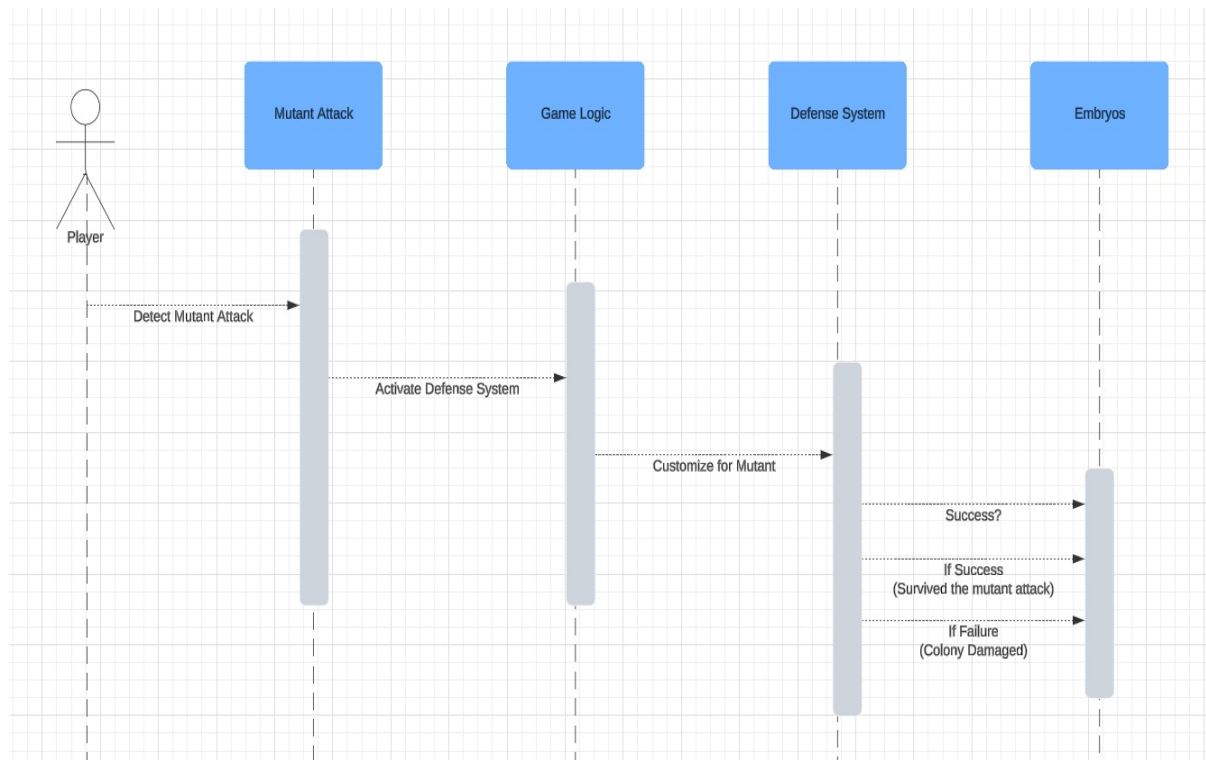 Mutant Attack
Game Logic
Defense System
Embryos
Player
Detect Mutant Attack
Activate Defense System
Customize for Mutant
Success?
If Success
(Survived the mutant attack)
If Failure
(Colony Damaged)